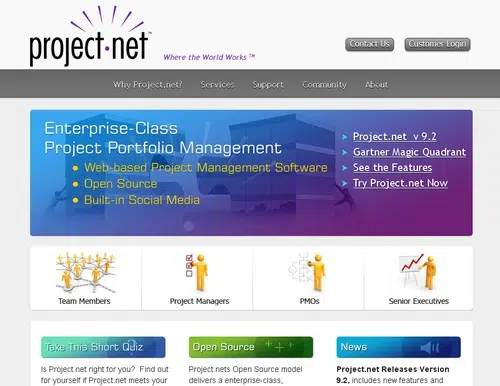 project·net™
Where the World Works ™
Contact Us
Customer Login
Why Project.net?
Services
Support
Community
About
Enterprise-Class
Project Portfolio Management
• Web-based Project Management Software
• Open Source
• Built-in Social Media
Project.net v 9.2
Gartner Magic Quadrant
See the Features
Try Project.net Now
Team Members
Project Managers
PMOs
Senior Executives
Take This Short Quiz
Is Project.net right for you? Find out
for yourself if Project.net meets your
Open Source
Project.nets Open Source model
delivers a enterprise-class,
News
Project.net Releases Version
9.2, includes new features and